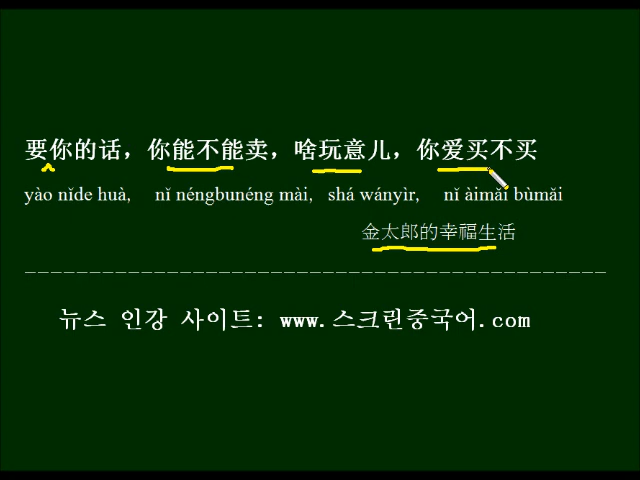 要你的话，你能不能卖，啥玩意儿，你爱买不买
yào nǐde huà, nǐ néngbunéng mài, shá wányìr, nǐ àimǎi bùmǎi
金太郎的幸福生活
뉴스 인강 사이트: www.스크린중국어.com